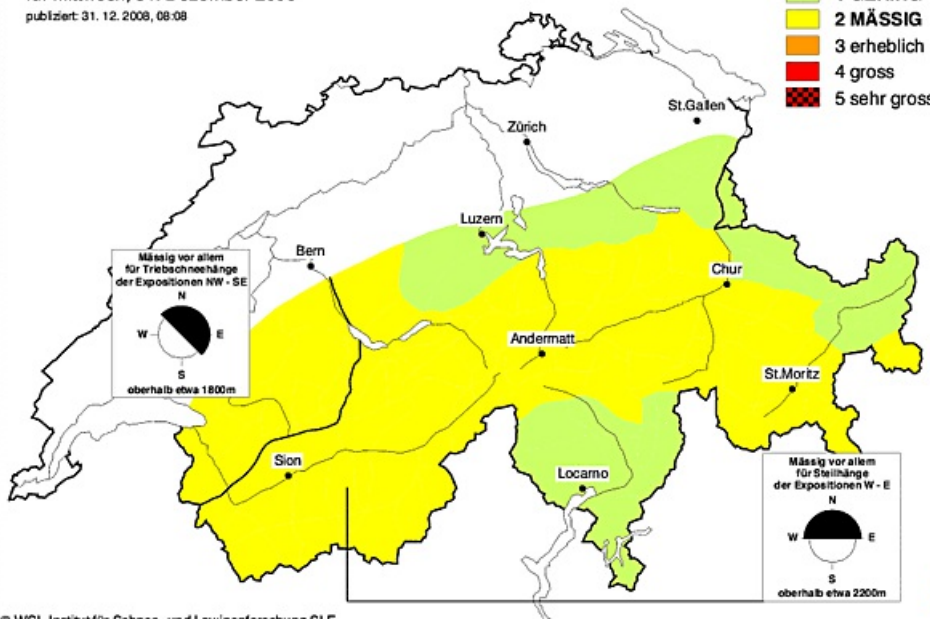 publiziert: 31. 12. 2008, 08:08
2 MÄSSIG
3 erheblich
4 gross
5 sehr gross
St.Gallen
Zürich
Luzern
Bern
Chur
Andermatt
St.Moritz
Sion
Locarno
Mässig vor allem
für Triebschneehänge
der Expositionen NW - SE
N
W E
S
oberhalb etwa 1800m
Mässig vor allem
für Steilhänge
der Expositionen W - E
N
W E
S
oberhalb etwa 2200m